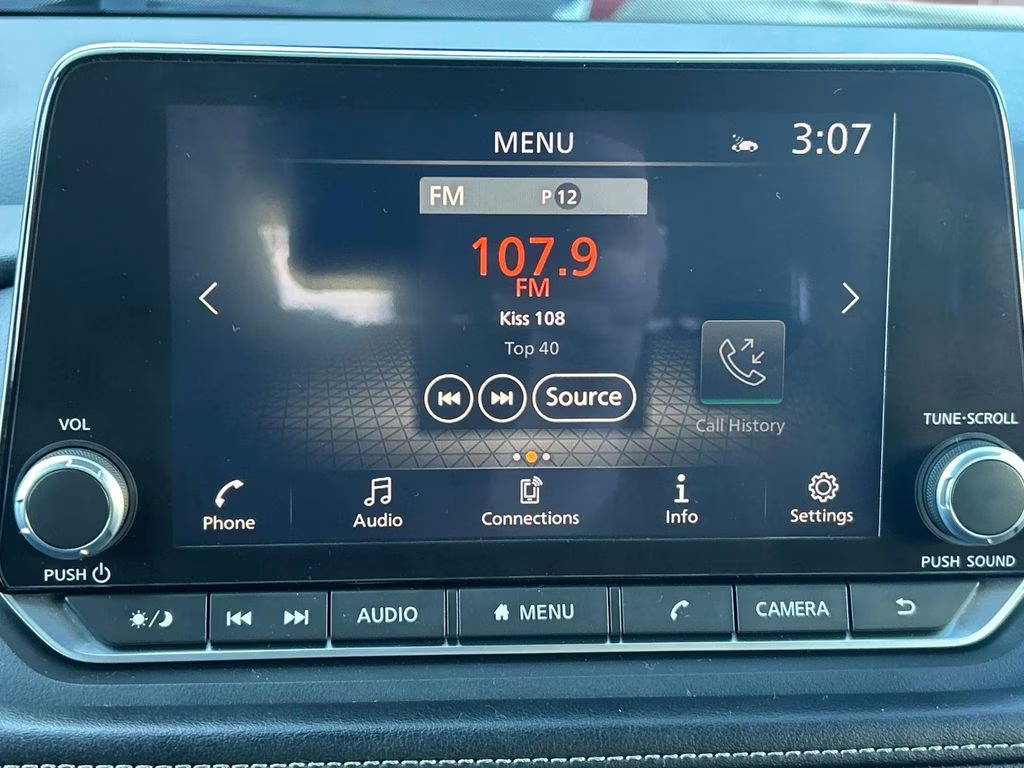 MENU
3:07
FM P 12
107.9
FM
Kiss 108
Top 40
Source
Call History
VOL
TUNE·SCROLL
Phone
Audio
Connections
Info
Settings
PUSH
PUSH SOUND
AUDIO
MENU
CAMERA